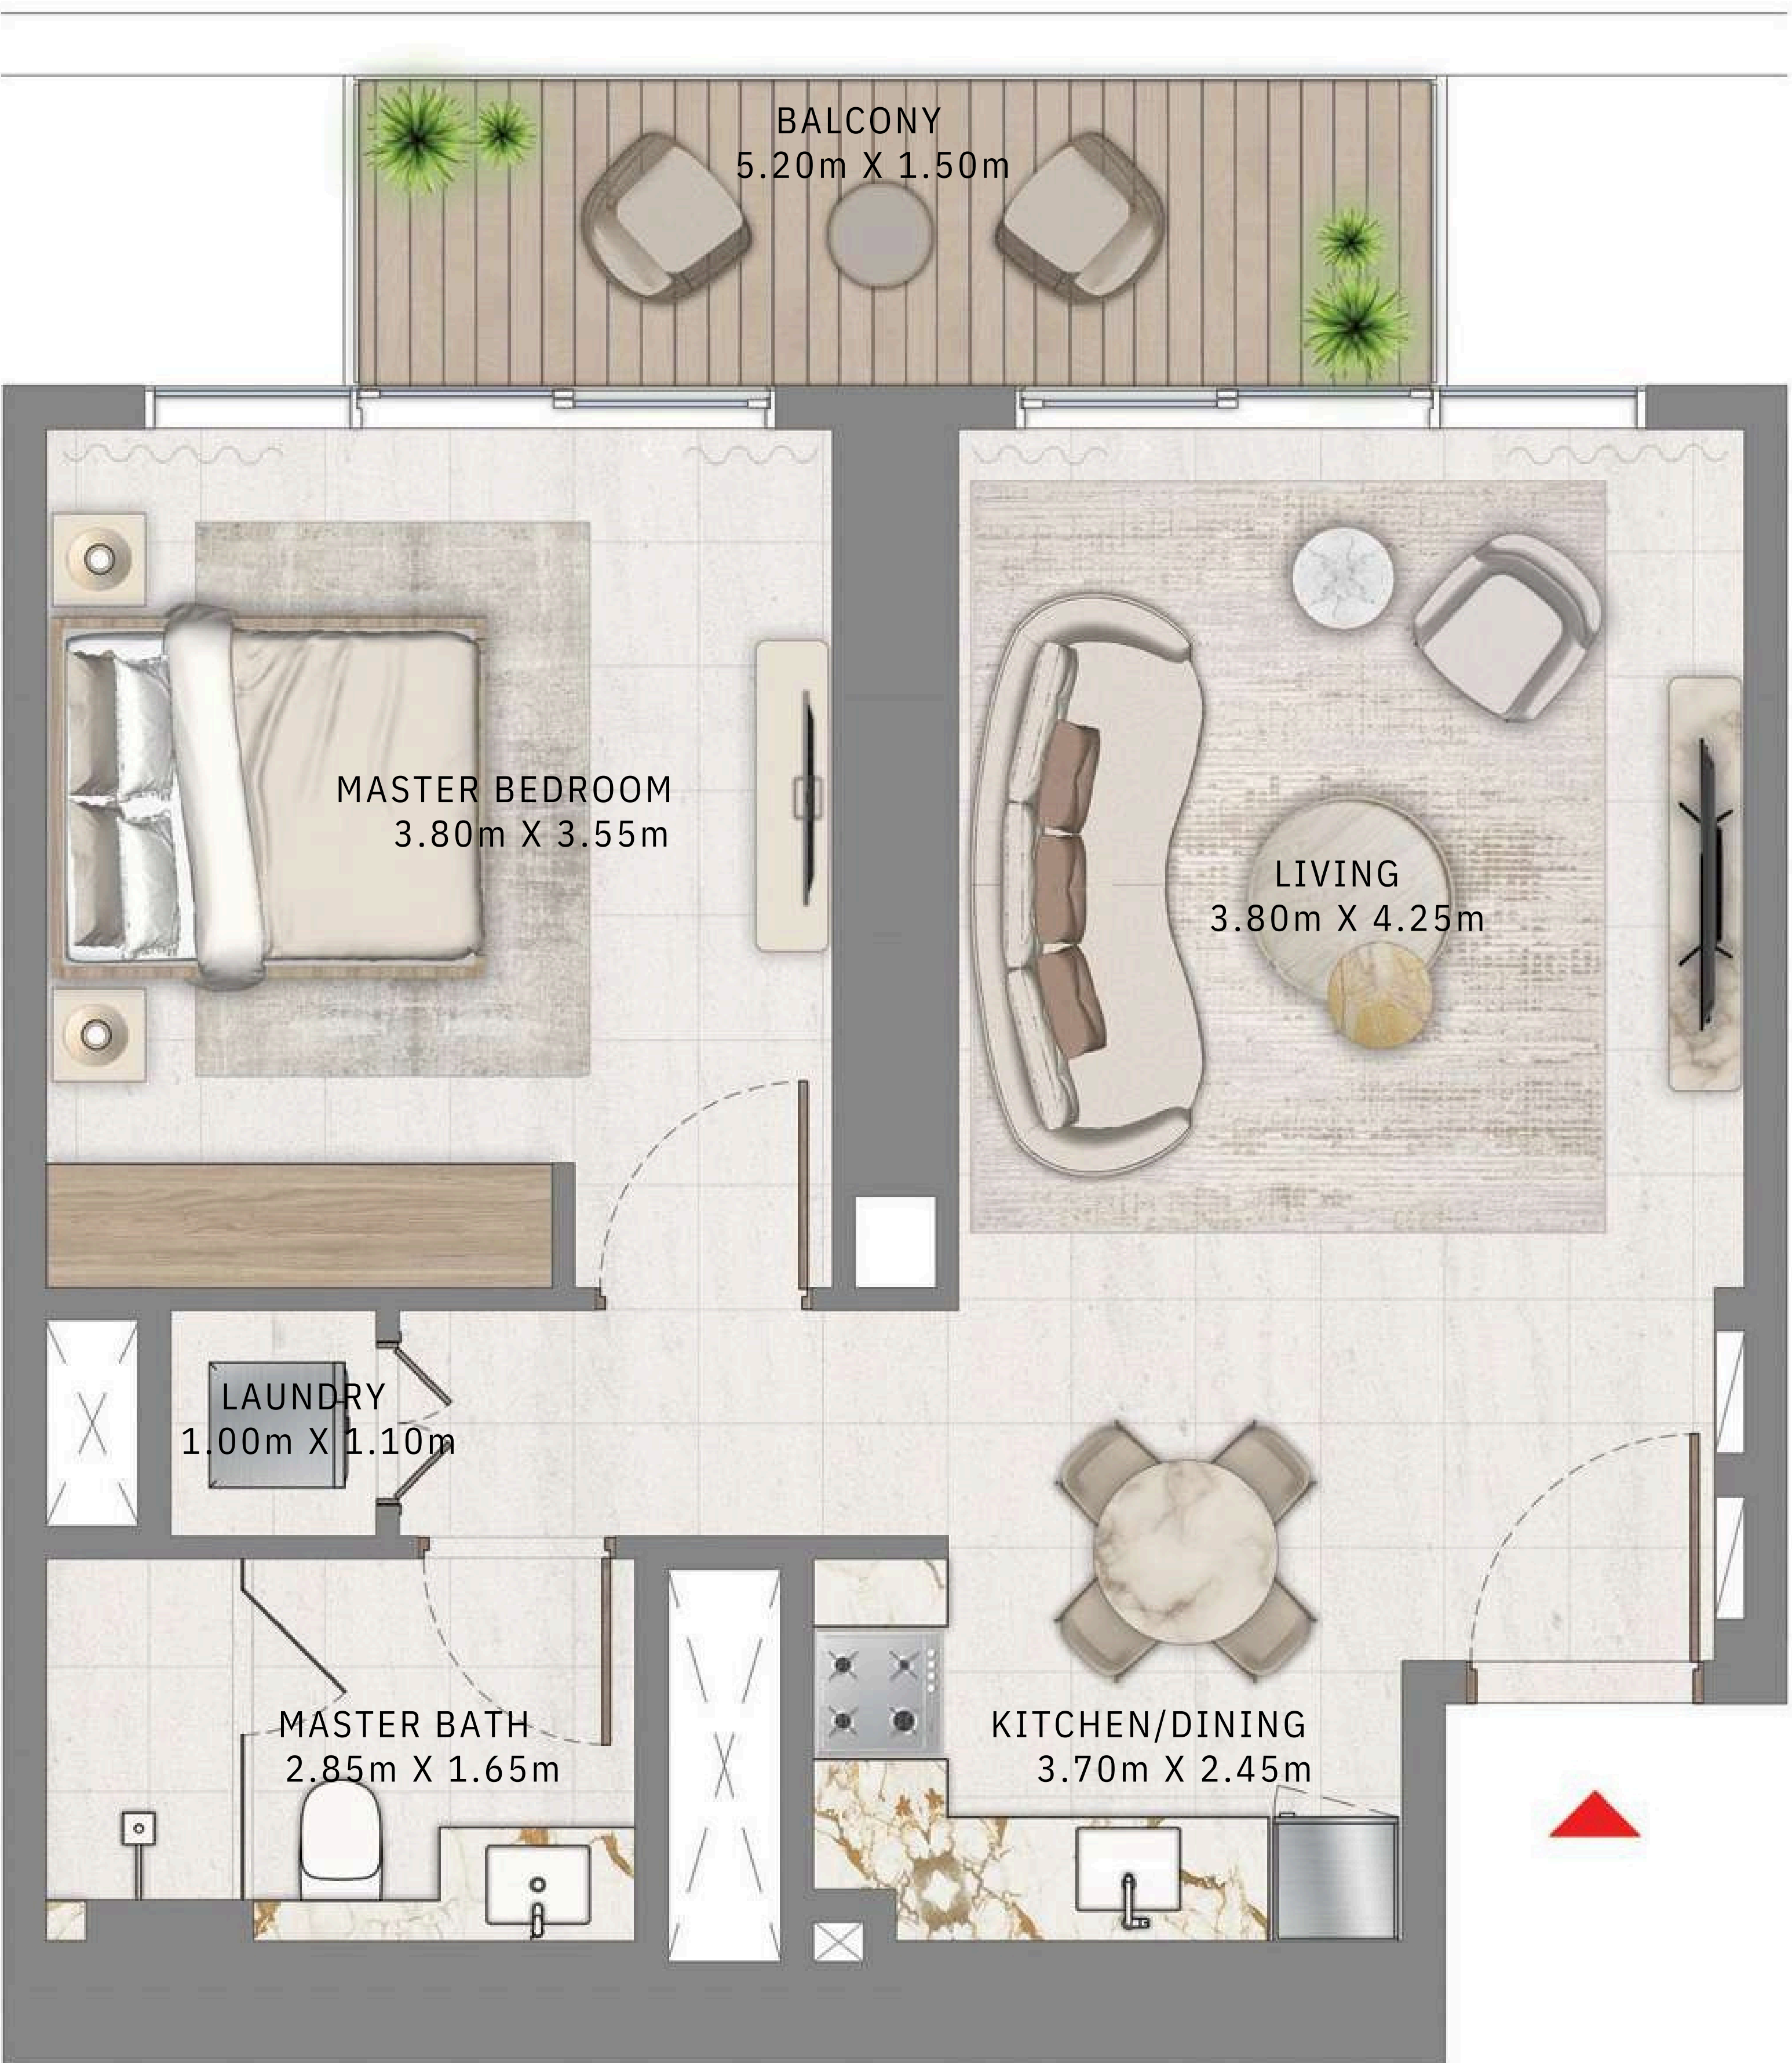 BALCONY
5.20m X 1.50m
MASTER BEDROOM
3.80m X 3.55m
LIVING
3.80m X 4.25m
LAUNDRY
1.00m X 1.10m
MASTER BATH
2.85m X 1.65m
KITCHEN/DINING
3.70m X 2.45m